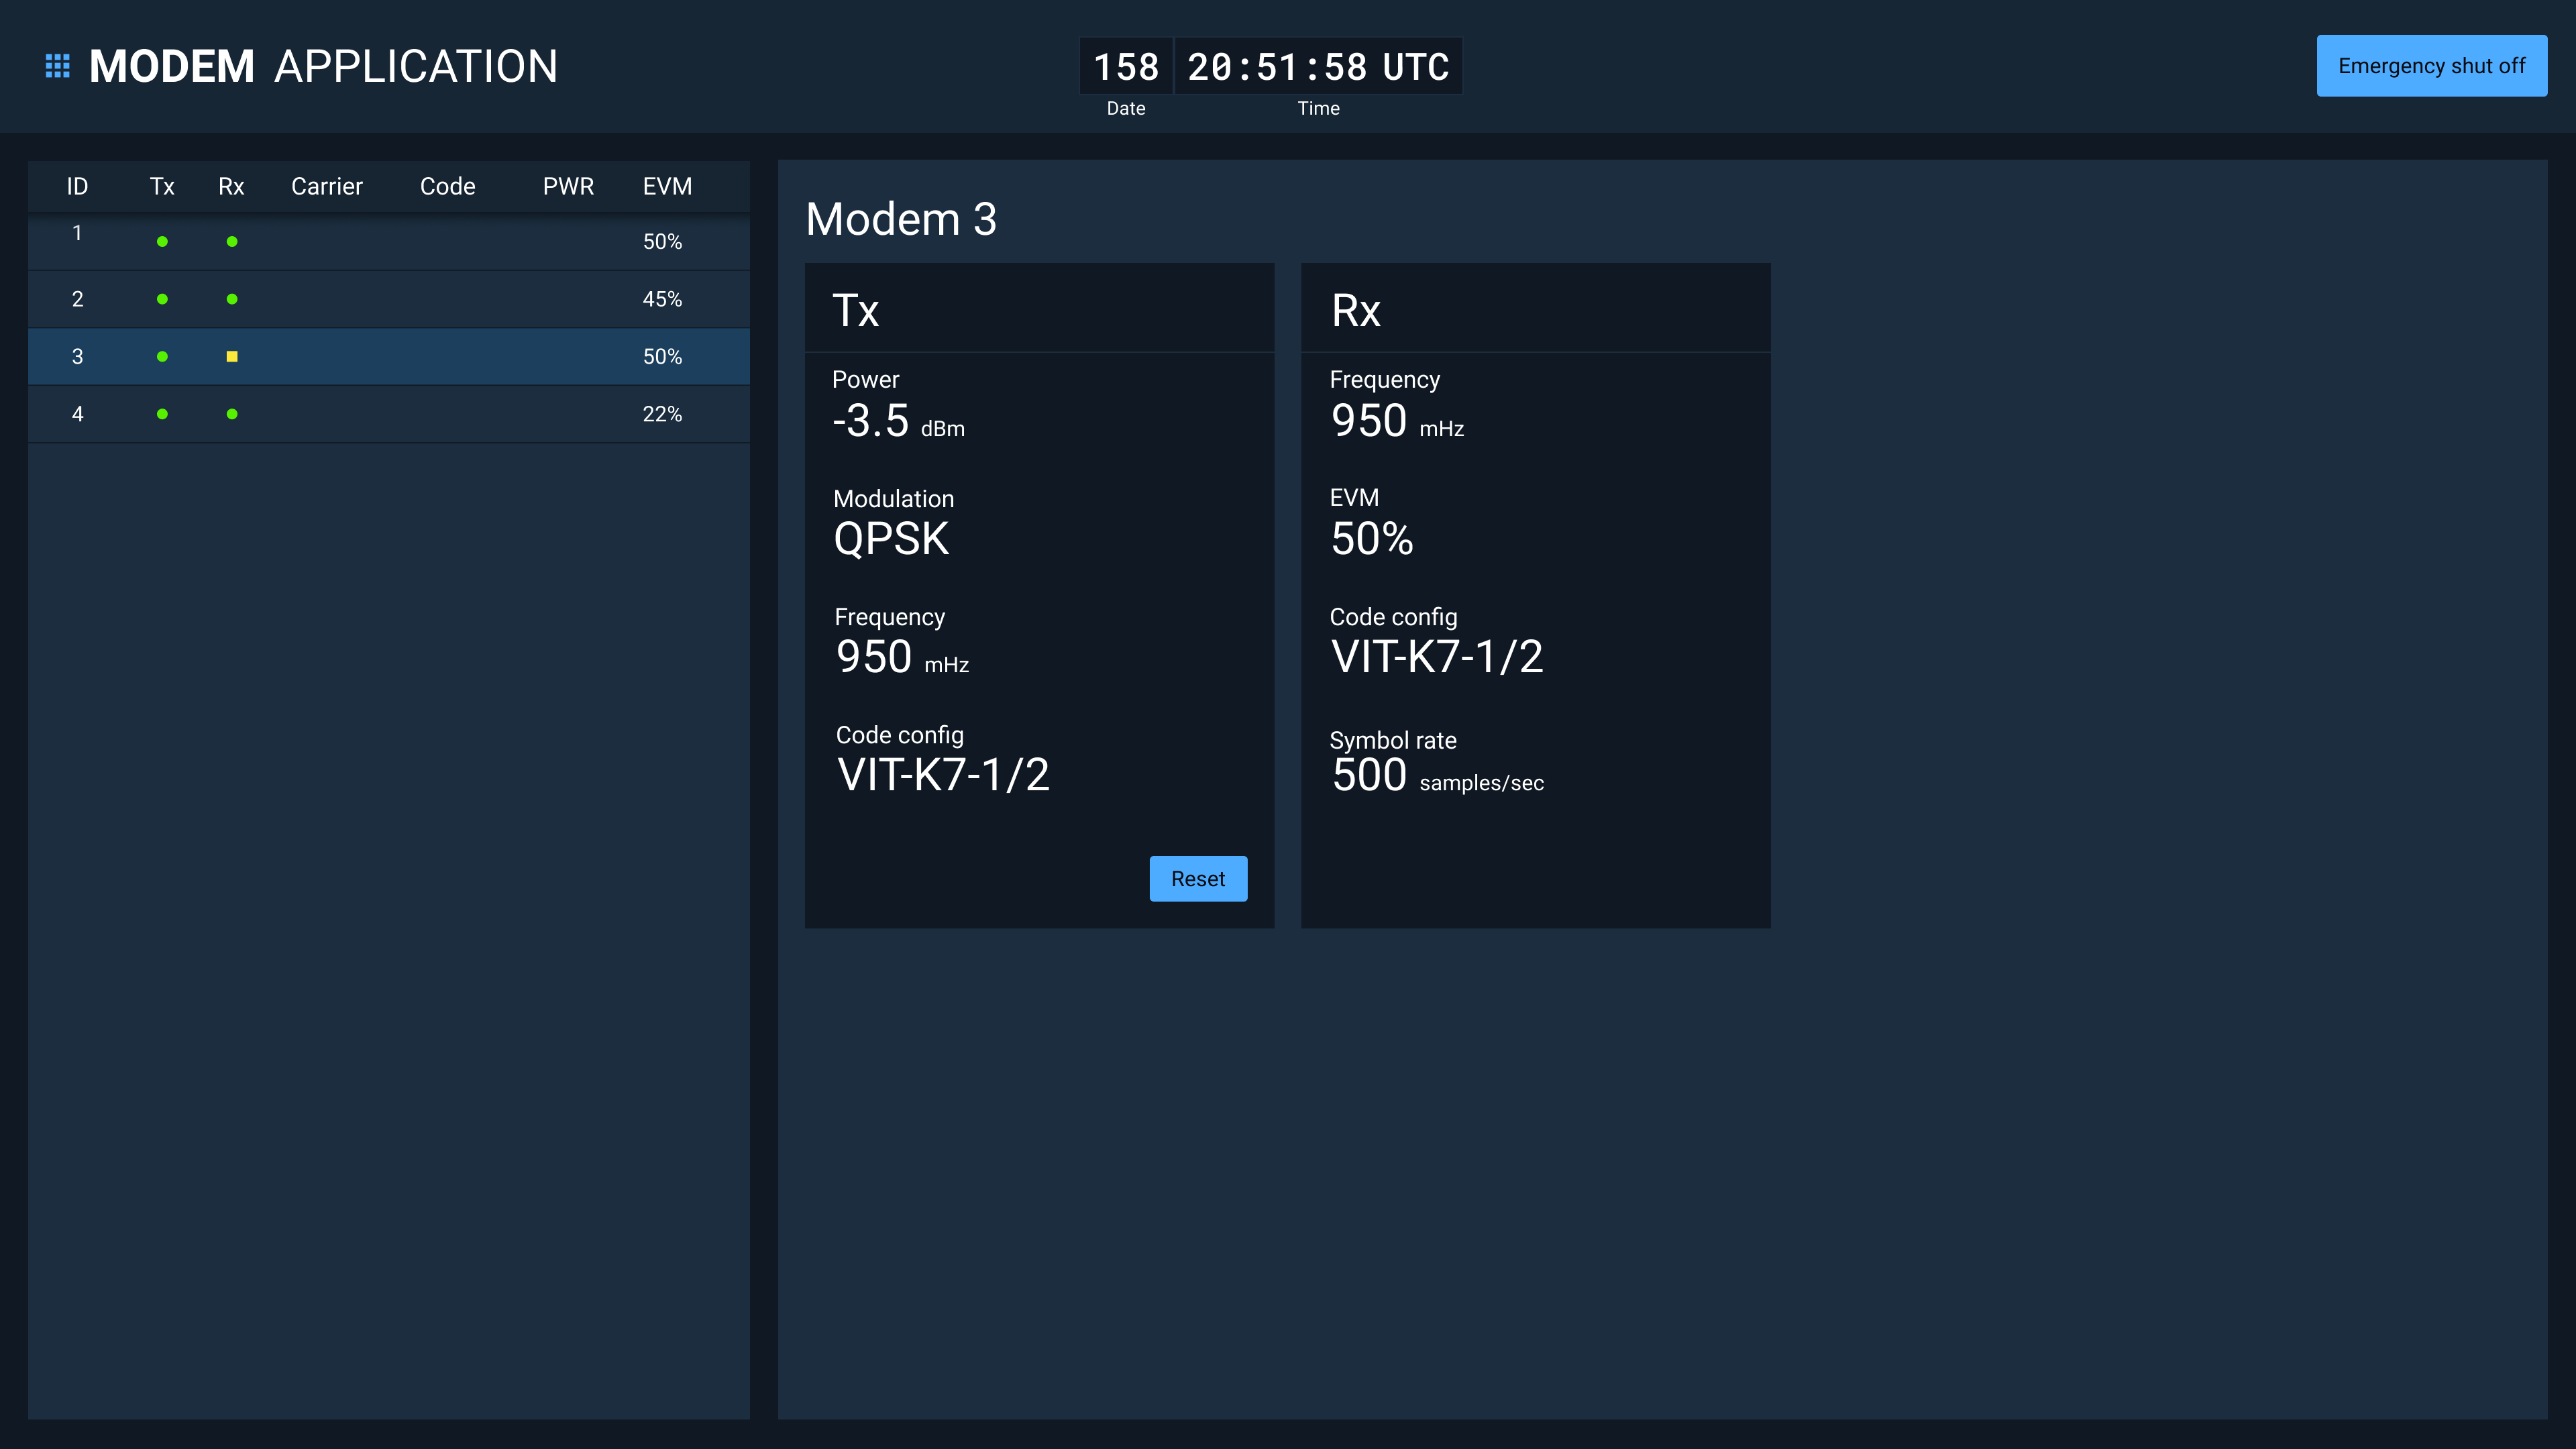 MODEM APPLICATION
158 20:51:58 UTC
Date Time
Emergency shut off
ID Tx Rx Carrier Code PWR EVM
1 50%
2 45%
3 50%
4 22%
Modem 3
Tx
Power
-3.5 dBm
Modulation
QPSK
Frequency
950 mHz
Code config
VIT-K7-1/2
Reset
Rx
Frequency
950 mHz
EVM
50%
Code config
VIT-K7-1/2
Symbol rate
500 samples/sec